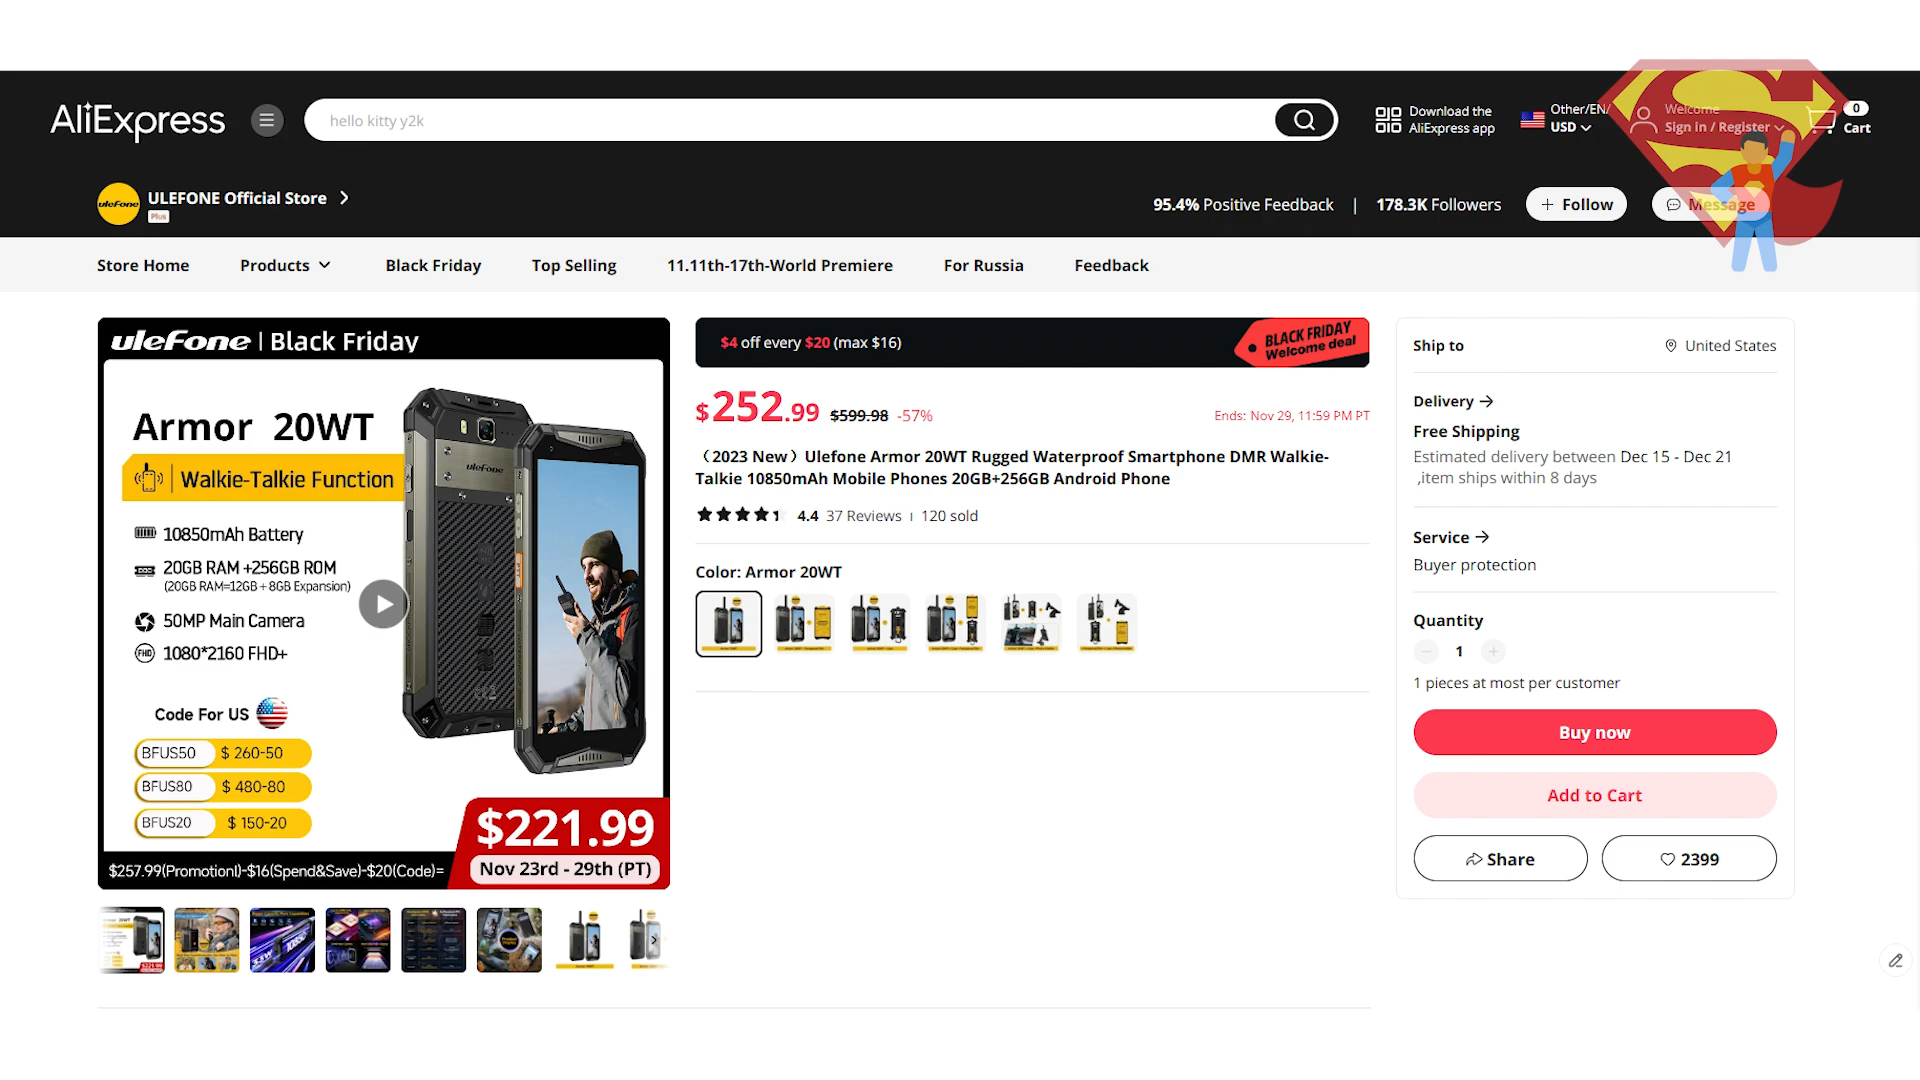 AliExpress
hello kitty y2k
Download the
AliExpress app
Other/EN/
USD
Welcome
Sign in / Register
0
Cart
uleFone
ULEFONE Official Store
Plus
95.4% Positive Feedback | 178.3K Followers
+ Follow
Message
Store Home
Products
Black Friday
Top Selling
11.11th-17th-World Premiere
For Russia
Feedback
uleFone | Black Friday
Armor 20WT
Walkie-Talkie Function
10850mAh Battery
20GB RAM +256GB ROM
(20GB RAM=12GB + 8GB Expansion)
50MP Main Camera
FHD 1080*2160 FHD+
Code For US
BFUS50 $ 260-50
BFUS80 $ 480-80
BFUS20 $ 150-20
uleFone
$221.99
Nov 23rd - 29th (PT)
$257.99(Promotionl)-$16(Spend&Save)-$20(Code)=
$4 off every $20 (max $16)
BLACK FRIDAY
Welcome deal
$252.99 $599.98 -57%
Ends: Nov 29, 11:59 PM PT
（2023 New）Ulefone Armor 20WT Rugged Waterproof Smartphone DMR Walkie-
Talkie 10850mAh Mobile Phones 20GB+256GB Android Phone
4.4 37 Reviews | 120 sold
Color: Armor 20WT
Ship to
United States
Delivery
Free Shipping
Estimated delivery between Dec 15 - Dec 21
,item ships within 8 days
Service
Buyer protection
Quantity
- 1 +
1 pieces at most per customer
Buy now
Add to Cart
Share
2399